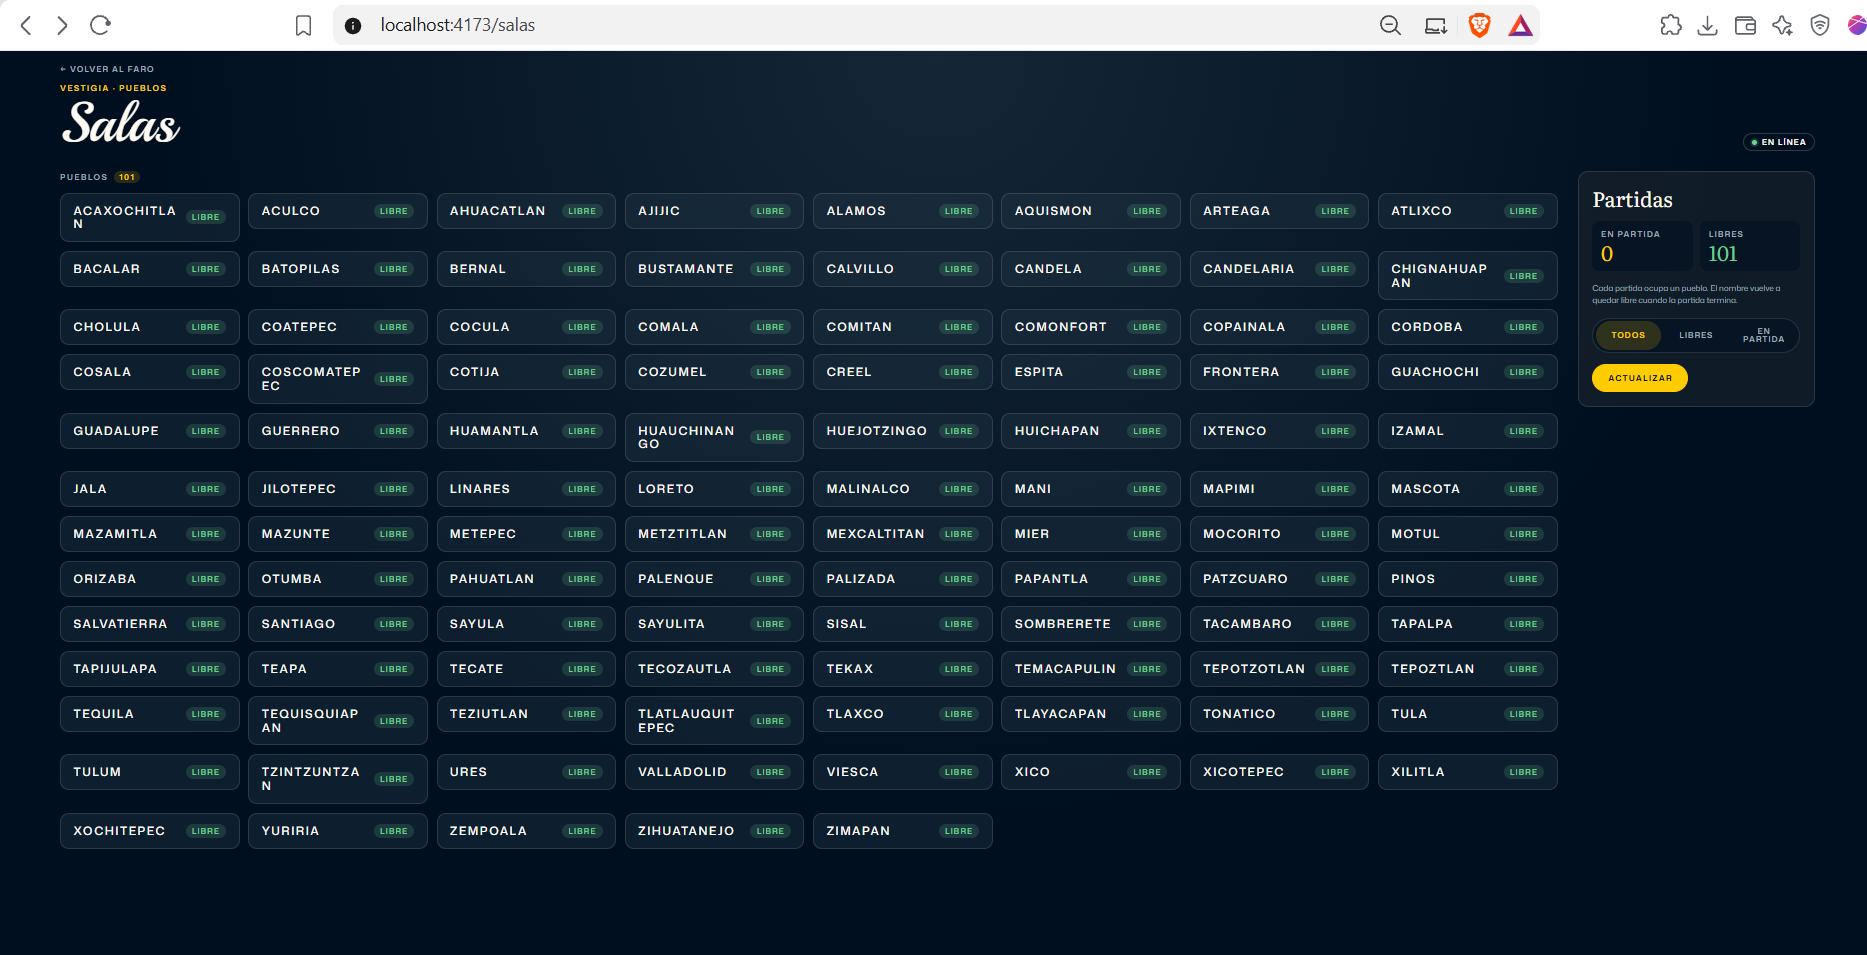 localhost:4173/salas
← VOLVER AL FARO
VESTIGIA · PUEBLOS
Salas
EN LÍNEA
PUEBLOS 101
ACAXOCHITLA
N LIBRE
ACULCO LIBRE
AHUACATLAN LIBRE
AJIJIC LIBRE
ALAMOS LIBRE
AQUISMON LIBRE
ARTEAGA LIBRE
ATLIXCO LIBRE
BACALAR LIBRE
BATOPILAS LIBRE
BERNAL LIBRE
BUSTAMANTE LIBRE
CALVILLO LIBRE
CANDELA LIBRE
CANDELARIA LIBRE
CHIGNAHUAP
AN LIBRE
CHOLULA LIBRE
COATEPEC LIBRE
COCULA LIBRE
COMALA LIBRE
COMITAN LIBRE
COMONFORT LIBRE
COPAINALA LIBRE
CORDOBA LIBRE
COSALA LIBRE
COSCOMATEP
EC LIBRE
COTIJA LIBRE
COZUMEL LIBRE
CREEL LIBRE
ESPITA LIBRE
FRONTERA LIBRE
GUACHOCHI LIBRE
GUADALUPE LIBRE
GUERRERO LIBRE
HUAMANTLA LIBRE
HUAUCHINAN
GO LIBRE
HUEJOTZINGO LIBRE
HUICHAPAN LIBRE
IXTENCO LIBRE
IZAMAL LIBRE
JALA LIBRE
JILOTEPEC LIBRE
LINARES LIBRE
LORETO LIBRE
MALINALCO LIBRE
MANI LIBRE
MAPIMI LIBRE
MASCOTA LIBRE
MAZAMITLA LIBRE
MAZUNTE LIBRE
METEPEC LIBRE
METZTITLAN LIBRE
MEXCALTITAN LIBRE
MIER LIBRE
MOCORITO LIBRE
MOTUL LIBRE
ORIZABA LIBRE
OTUMBA LIBRE
PAHUATLAN LIBRE
PALENQUE LIBRE
PALIZADA LIBRE
PAPANTLA LIBRE
PATZCUARO LIBRE
PINOS LIBRE
SALVATIERRA LIBRE
SANTIAGO LIBRE
SAYULA LIBRE
SAYULITA LIBRE
SISAL LIBRE
SOMBRERETE LIBRE
TACAMBARO LIBRE
TAPALPA LIBRE
TAPIJULAPA LIBRE
TEAPA LIBRE
TECATE LIBRE
TECOZAUTLA LIBRE
TEKAX LIBRE
TEMACAPULIN LIBRE
TEPOTZOTLAN LIBRE
TEPOZTLAN LIBRE
TEQUILA LIBRE
TEQUISQUIAP
AN LIBRE
TEZIUTLAN LIBRE
TLATLAUQUIT
EPEC LIBRE
TLAXCO LIBRE
TLAYACAPAN LIBRE
TONATICO LIBRE
TULA LIBRE
TULUM LIBRE
TZINTZUNTZA
N LIBRE
URES LIBRE
VALLADOLID LIBRE
VIESCA LIBRE
XICO LIBRE
XICOTEPEC LIBRE
XILITLA LIBRE
XOCHITEPEC LIBRE
YURIRIA LIBRE
ZEMPOALA LIBRE
ZIHUATANEJO LIBRE
ZIMAPAN LIBRE
Partidas
EN PARTIDA
0
LIBRES
101
Cada partida ocupa un pueblo. El nombre vuelve a
quedar libre cuando la partida termina.
TODOS
LIBRES
EN
PARTIDA
ACTUALIZAR